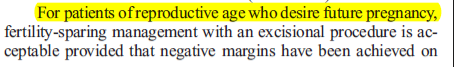 For patients of reproductive age who desire future pregnancy,
fertility-sparing management with an excisional procedure is ac-
ceptable provided that negative margins have been achieved on